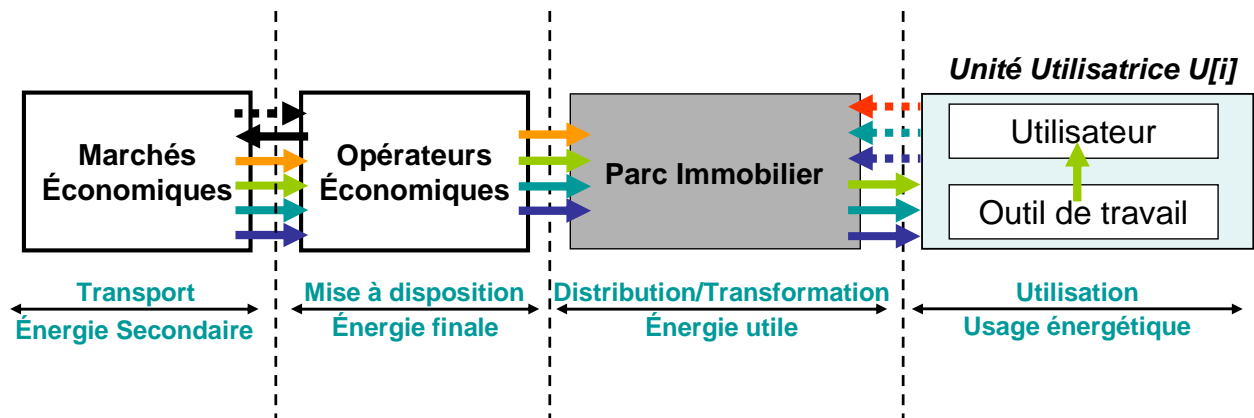 Unité Utilisatrice U[i]
Marchés
Économiques
Opérateurs
Économiques
Parc Immobilier
Utilisateur
Outil de travail
Transport
Énergie Secondaire
Mise à disposition
Énergie finale
Distribution/Transformation
Énergie utile
Utilisation
Usage énergétique